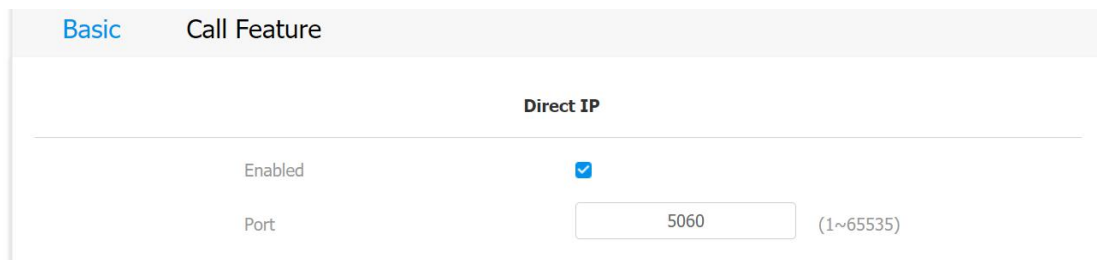 Basic Call Feature
Direct IP
Enabled
Port 5060 (1~65535)